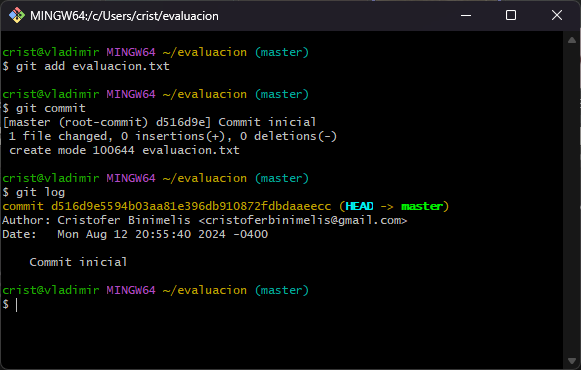 MINGW64:/c/Users/crist/evaluacion
crist@vladimir MINGW64 ~/evaluacion (master)
$ git add evaluacion.txt
crist@vladimir MINGW64 ~/evaluacion (master)
$ git commit
[master (root-commit) d516d9e] Commit inicial
 1 file changed, 0 insertions(+), 0 deletions(-)
 create mode 100644 evaluacion.txt
crist@vladimir MINGW64 ~/evaluacion (master)
$ git log
commit d516d9e5594b03aa81e396db910872fdbdaaeecc (HEAD -> master)
Author: Cristofer Binimelis <cristoferbinimelis@gmail.com>
Date:   Mon Aug 12 20:55:40 2024 -0400
    Commit inicial
crist@vladimir MINGW64 ~/evaluacion (master)
$